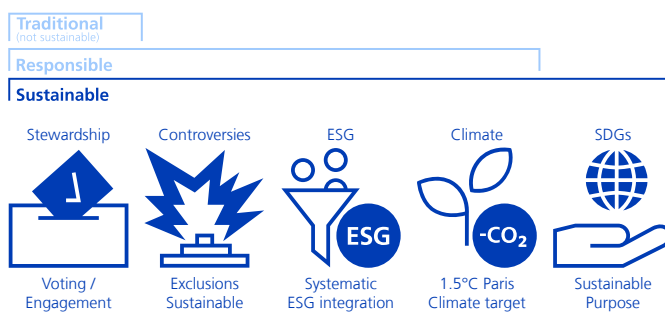 Traditional
(not sustainable)
Responsible
Sustainable
Stewardship
Controversies
ESG
Climate
SDGs
ESG
-CO₂
Voting /
Engagement
Exclusions
Sustainable
Systematic
ESG integration
1.5°C Paris
Climate target
Sustainable
Purpose